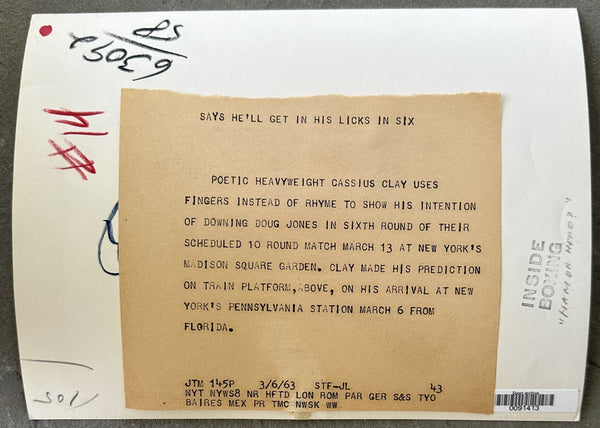 63092
SP
#14
SAYS HE'LL GET IN HIS LICKS IN SIX
POETIC HEAVYWEIGHT CASSIUS CLAY USES
FINGERS INSTEAD OF RHYME TO SHOW HIS INTENTION
OF DOWNING DOUG JONES IN SIXTH ROUND OF THEIR
SCHEDULED 10 ROUND MATCH MARCH 13 AT NEW YORK'S
MADISON SQUARE GARDEN. CLAY MADE HIS PREDICTION
ON TRAIN PLATFORM,ABOVE, ON HIS ARRIVAL AT NEW
YORK'S PENNSYLVANIA STATION MARCH 6 FROM
FLORIDA.
JTM 145P 3/6/63 STF-JL 43
NYT NYWS8 NR HFTD LON ROM PAR GER S&S TYO
BAIRES MEX PR TMC NWSK WW
INSIDE
BOXING
0091413